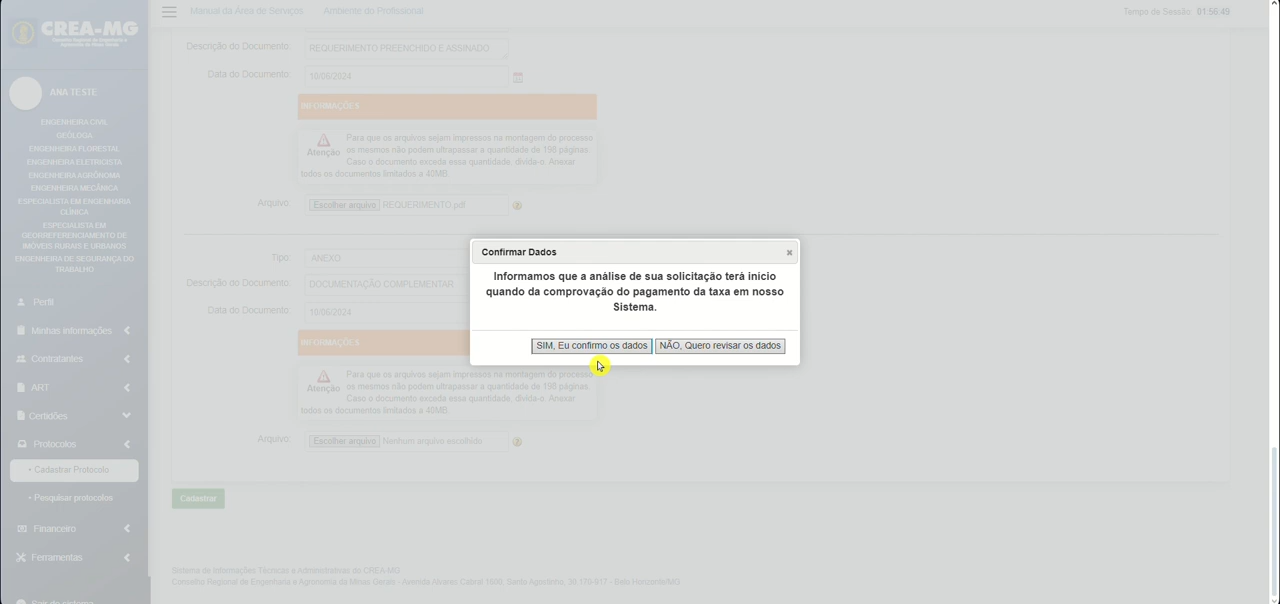 Manual da Área de Serviços
Ambiente do Profissional
Tempo de Sessão: 01:56:49
CREA-MG
ANA TESTE
ENGENHEIRA CIVIL
GEÓLOGA
ENGENHEIRA FLORESTAL
ENGENHEIRA ELETRICISTA
ENGENHEIRA AGRÔNOMA
ENGENHEIRA MECÂNICA
ESPECIALISTA EM ENGENHARIA
CLÍNICA
ESPECIALISTA EM
GEORREFERENCIAMENTO DE
IMÓVEIS RURAIS E URBANOS
ENGENHEIRA DE SEGURANÇA DO
TRABALHO
Perfil
Minhas informações
Contratantes
ART
Certidões
Protocolos
• Cadastrar Protocolo
• Pesquisar protocolos
Financeiro
Ferramentas
Sair do sistema
Descrição do Documento: REQUERIMENTO PREENCHIDO E ASSINADO
Data do Documento: 10/06/2024
INFORMAÇÕES
Atenção
Para que os arquivos sejam impressos na montagem do processo
os mesmos não podem ultrapassar a quantidade de 198 páginas.
Caso o documento exceda essa quantidade, divida-o. Anexar
todos os documentos limitados a 40MB.
Arquivo: Escolher arquivo REQUERIMENTO.pdf
Tipo: ANEXO
Descrição do Documento: DOCUMENTAÇÃO COMPLEMENTAR
Data do Documento: 10/06/2024
INFORMAÇÕES
Atenção
Para que os arquivos sejam impressos na montagem do processo
os mesmos não podem ultrapassar a quantidade de 198 páginas.
Caso o documento exceda essa quantidade, divida-o. Anexar
todos os documentos limitados a 40MB.
Arquivo: Escolher arquivo Nenhum arquivo escolhido
Cadastrar
Confirmar Dados
Informamos que a análise de sua solicitação terá início
quando da comprovação do pagamento da taxa em nosso
Sistema.
SIM, Eu confirmo os dados
NÃO, Quero revisar os dados
Sistema de Informações Técnicas e Administrativas do CREA-MG
Conselho Regional de Engenharia e Agronomia de Minas Gerais - Avenida Álvares Cabral 1600, Santo Agostinho, 30.170-917 - Belo Horizonte/MG